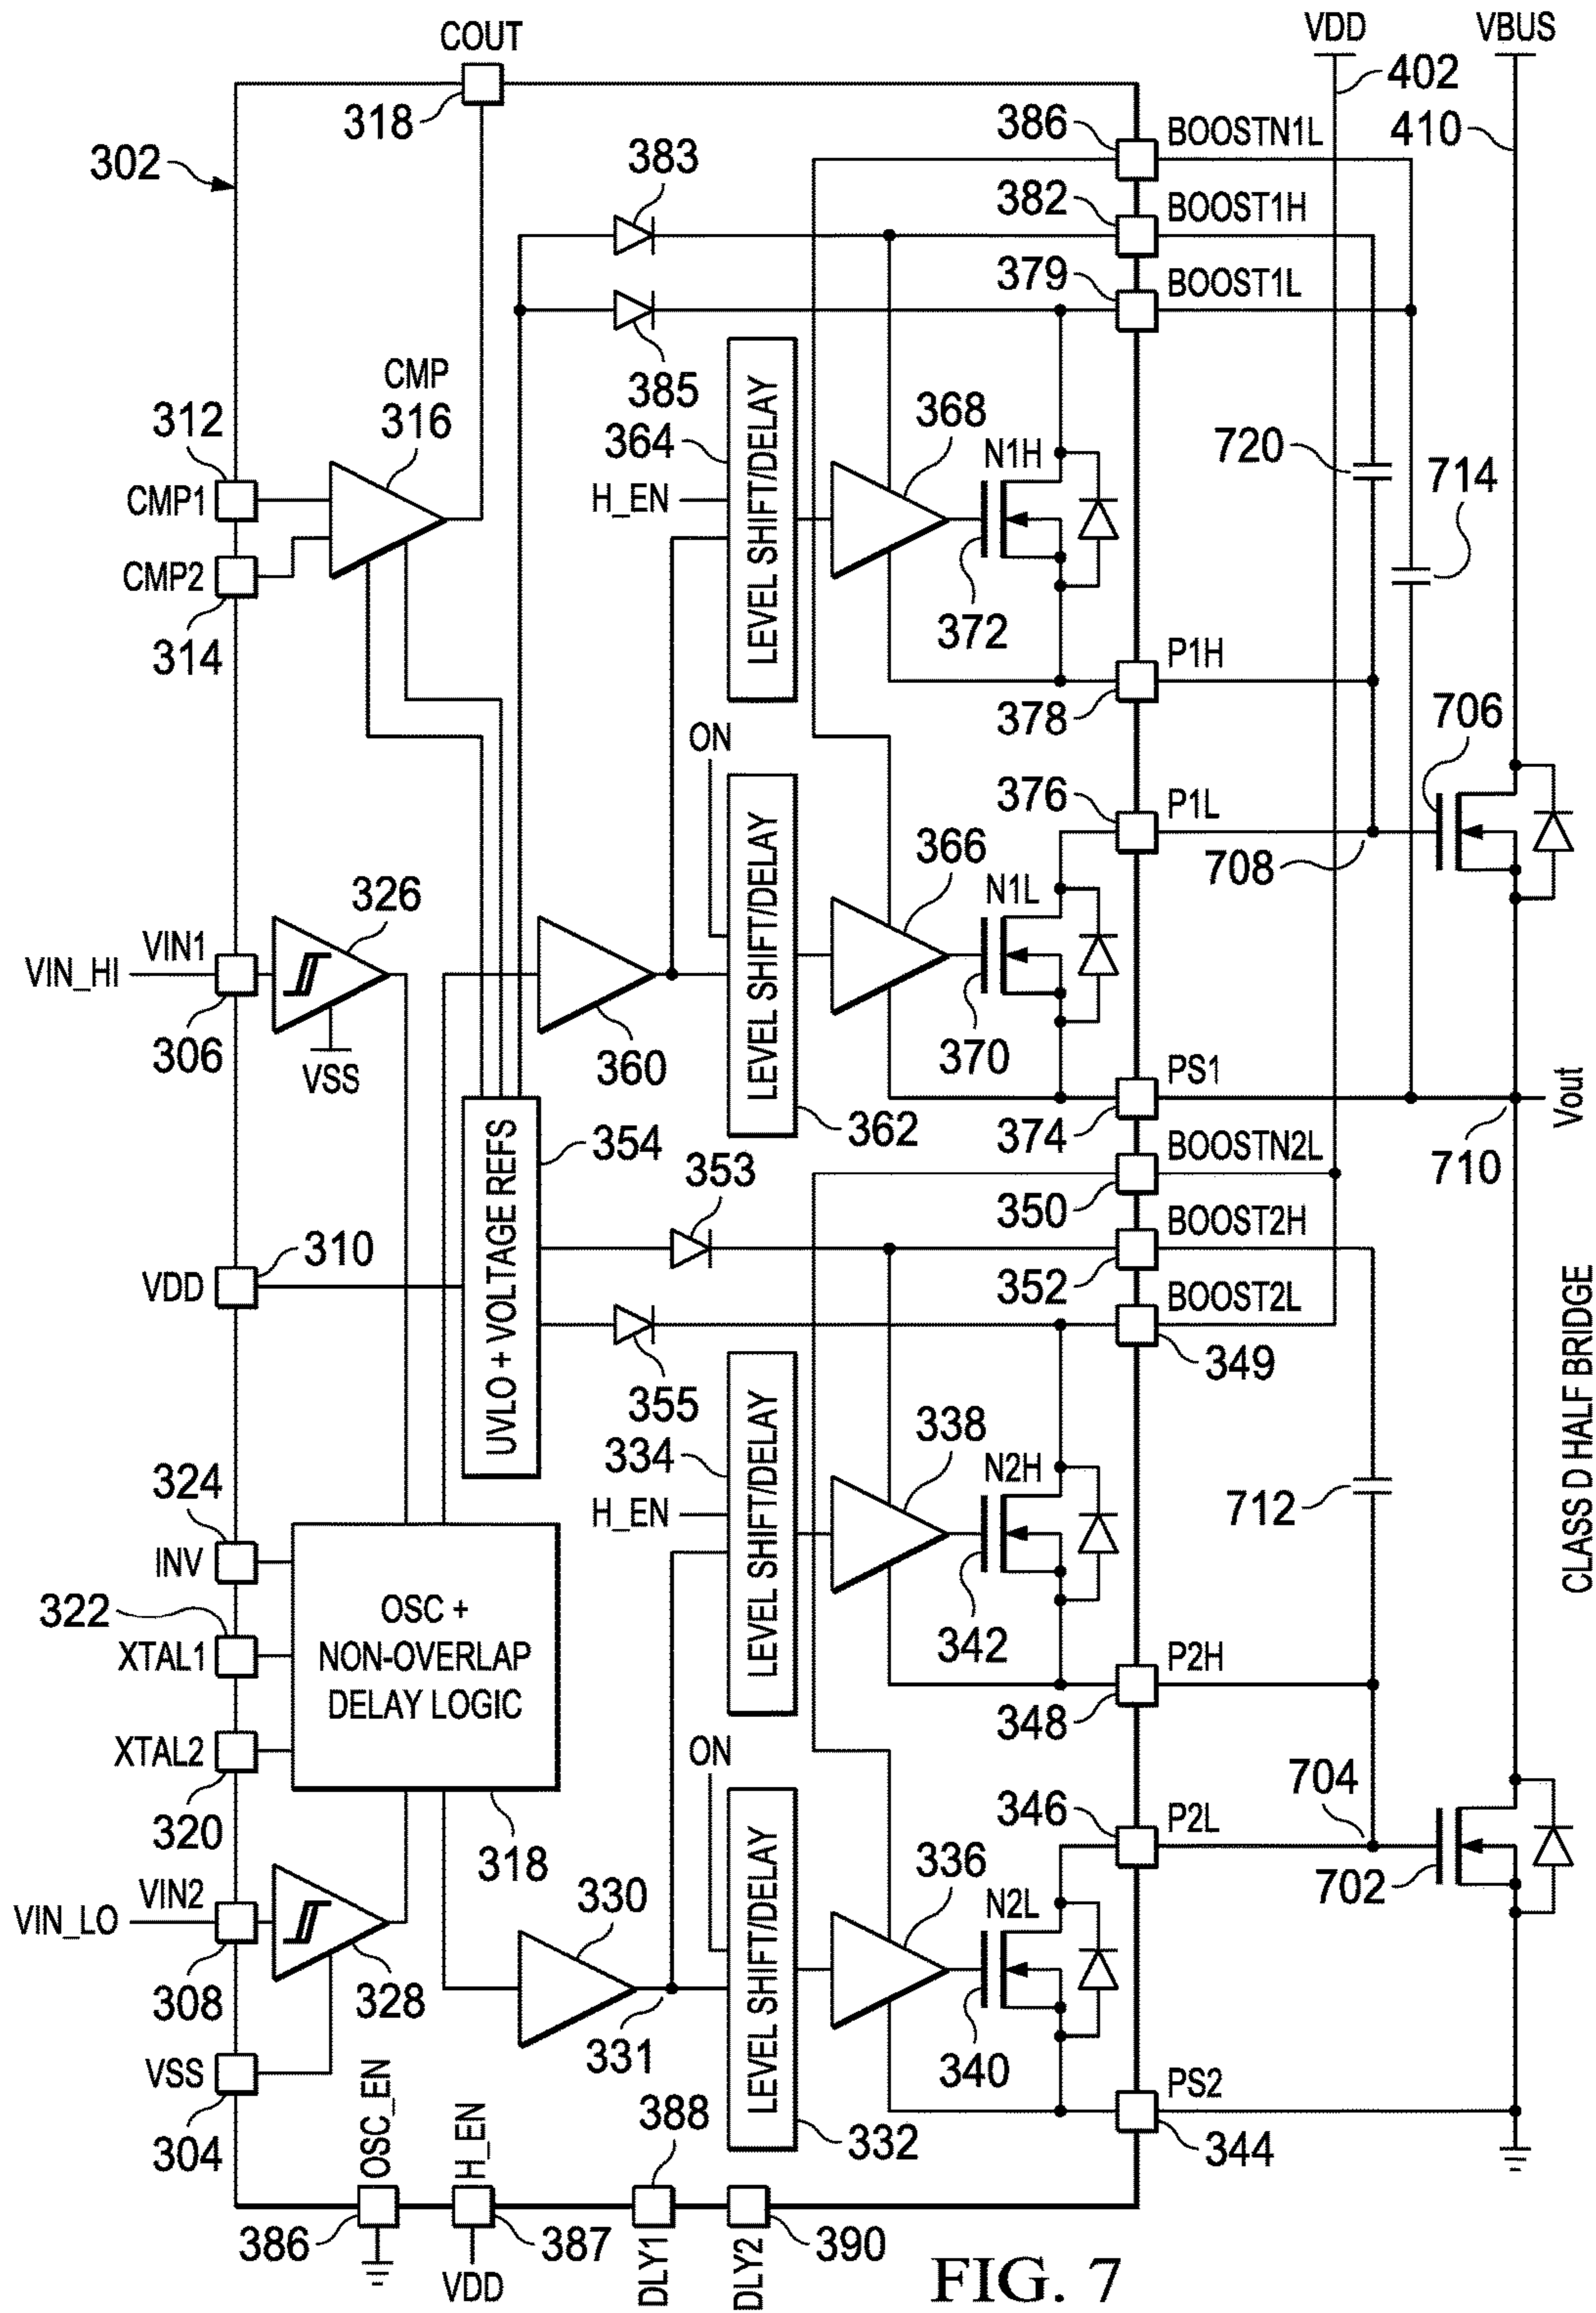 COUT
VDD
VBUS
318
402
386
BOOSTN1L
410
302
383
382
BOOST1H
379
BOOST1L
CMP
316
385
312
364
368
N1H
720
714
CMP1
H_EN
LEVEL SHIFT/DELAY
CMP2
372
314
P1H
378
706
ON
376
P1L
366
708
326
N1L
VIN1
VIN_HI
LEVEL SHIFT/DELAY
306
VSS
360
370
PS1
Vout
354
362
374
710
BOOSTN2L
353
350
UVLO + VOLTAGE REFS
310
BOOST2H
VDD
352
BOOST2L
355
349
CLASS D HALF BRIDGE
334
338
N2H
324
H_EN
712
LEVEL SHIFT/DELAY
INV
322
OSC +
NON-OVERLAP
DELAY LOGIC
342
XTAL1
P2H
348
XTAL2
ON
704
320
346
P2L
318
336
702
VIN2
330
N2L
VIN_LO
LEVEL SHIFT/DELAY
308
328
331
340
VSS
PS2
304
OSC_EN
H_EN
388
332
344
386
387
DLY1
DLY2
390
VDD
FIG. 7